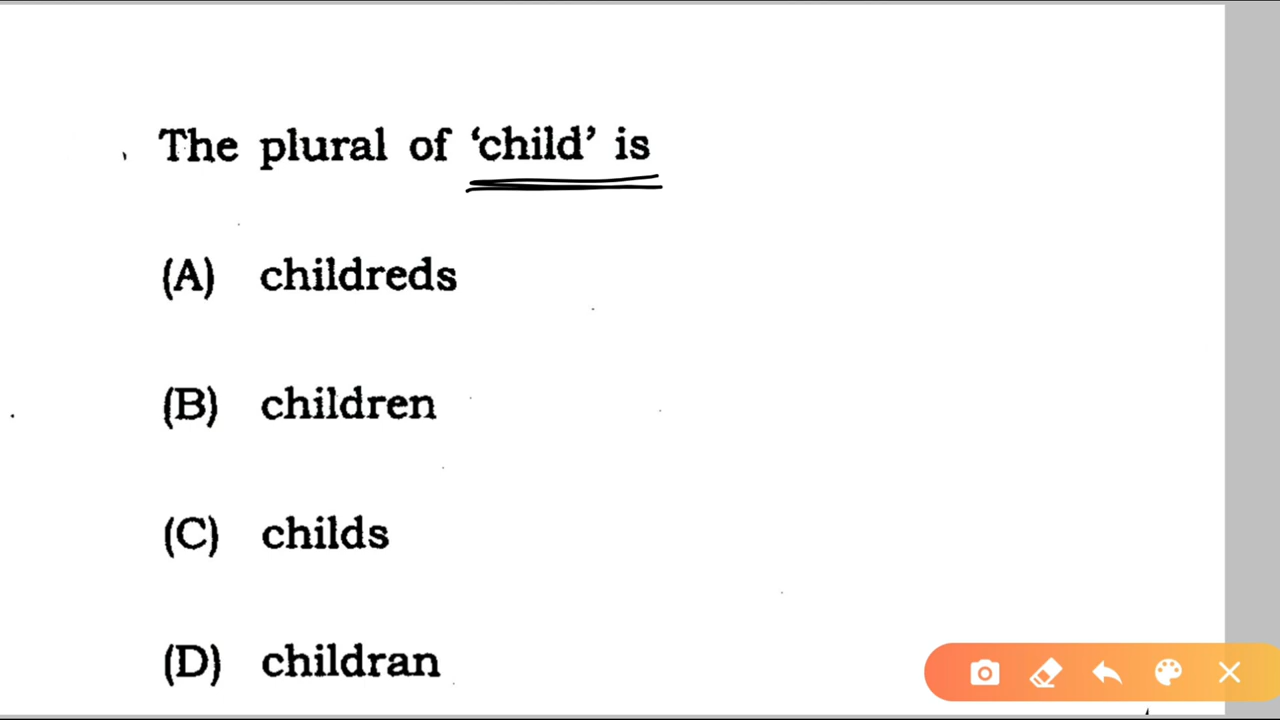 The plural of ‘child’ is
(A) childreds
(B) children
(C) childs
(D) childran